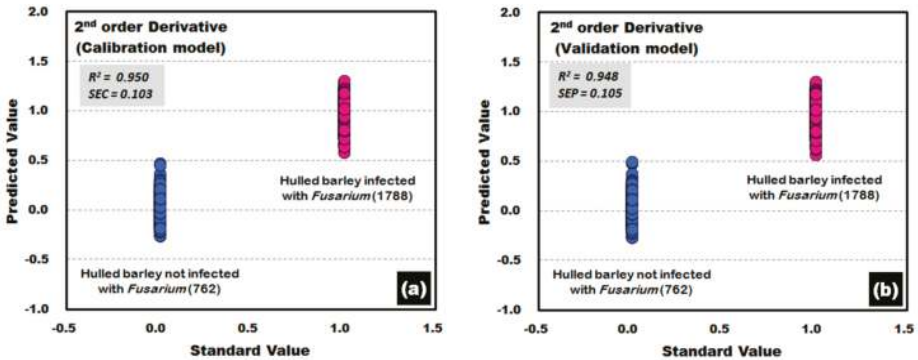 2nd order Derivative
(Calibration model)
R² = 0.950
SEC = 0.103
Hulled barley infected
with Fusarium (1788)
Hulled barley not infected
with Fusarium (762)
(a)
Predicted Value
2.0
1.5
1.0
0.5
0.0
-0.5
-1.0
-0.5
0.0
0.5
1.0
1.5
Standard Value
2nd order Derivative
(Validation model)
R² = 0.948
SEP = 0.105
Hulled barley infected
with Fusarium (1788)
Hulled barley not infected
with Fusarium (762)
(b)
Predicted Value
2.0
1.5
1.0
0.5
0.0
-0.5
-1.0
-0.5
0.0
0.5
1.0
1.5
Standard Value